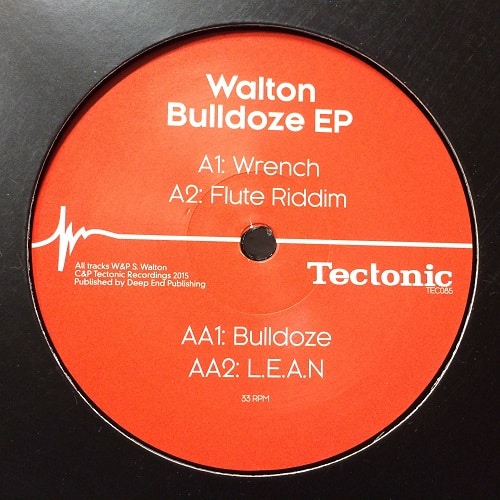 Walton
Bulldoze EP
A1: Wrench
A2: Flute Riddim
All tracks W&P S. Walton
C&P Tectonic Recordings 2015
Published by Deep End Publishing
Tectonic
TEC085
AA1: Bulldoze
AA2: L.E.A.N
33 RPM